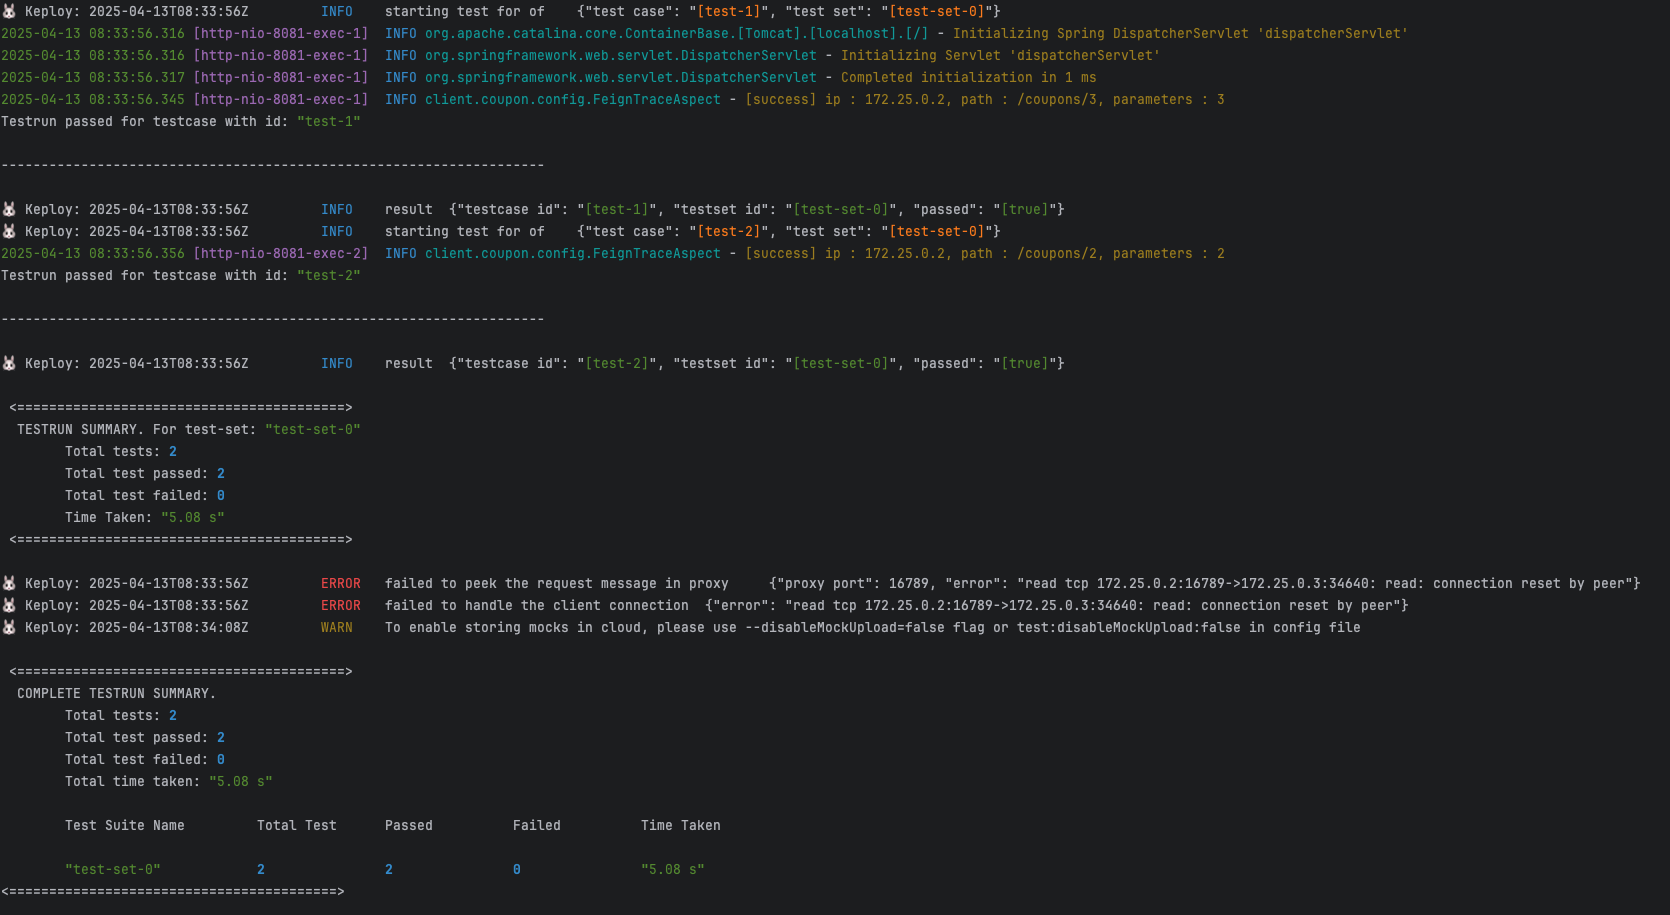 🐰 Keploy: 2025-04-13T08:33:56Z INFO starting test for of {"test case": "[test-1]", "test set": "[test-set-0]"}
2025-04-13 08:33:56.316 [http-nio-8081-exec-1] INFO org.apache.catalina.core.ContainerBase.[Tomcat].[localhost].[/] - Initializing Spring DispatcherServlet 'dispatcherServlet'
2025-04-13 08:33:56.316 [http-nio-8081-exec-1] INFO org.springframework.web.servlet.DispatcherServlet - Initializing Servlet 'dispatcherServlet'
2025-04-13 08:33:56.317 [http-nio-8081-exec-1] INFO org.springframework.web.servlet.DispatcherServlet - Completed initialization in 1 ms
2025-04-13 08:33:56.345 [http-nio-8081-exec-1] INFO client.coupon.config.FeignTraceAspect - [success] ip : 172.25.0.2, path : /coupons/3, parameters : 3
Testrun passed for testcase with id: "test-1"
--------------------------------------------------------------------
🐰 Keploy: 2025-04-13T08:33:56Z INFO result {"testcase id": "[test-1]", "testset id": "[test-set-0]", "passed": "[true]"}
🐰 Keploy: 2025-04-13T08:33:56Z INFO starting test for of {"test case": "[test-2]", "test set": "[test-set-0]"}
2025-04-13 08:33:56.356 [http-nio-8081-exec-2] INFO client.coupon.config.FeignTraceAspect - [success] ip : 172.25.0.2, path : /coupons/2, parameters : 2
Testrun passed for testcase with id: "test-2"
--------------------------------------------------------------------
🐰 Keploy: 2025-04-13T08:33:56Z INFO result {"testcase id": "[test-2]", "testset id": "[test-set-0]", "passed": "[true]"}
<=========================================>
TESTRUN SUMMARY. For test-set: "test-set-0"
Total tests: 2
Total test passed: 2
Total test failed: 0
Time Taken: "5.08 s"
<=========================================>
🐰 Keploy: 2025-04-13T08:33:56Z ERROR failed to peek the request message in proxy {"proxy port": 16789, "error": "read tcp 172.25.0.2:16789->172.25.0.3:34640: read: connection reset by peer"}
🐰 Keploy: 2025-04-13T08:33:56Z ERROR failed to handle the client connection {"error": "read tcp 172.25.0.2:16789->172.25.0.3:34640: read: connection reset by peer"}
🐰 Keploy: 2025-04-13T08:34:08Z WARN To enable storing mocks in cloud, please use --disableMockUpload=false flag or test:disableMockUpload:false in config file
<=========================================>
COMPLETE TESTRUN SUMMARY.
Total tests: 2
Total test passed: 2
Total test failed: 0
Total time taken: "5.08 s"
Test Suite Name Total Test Passed Failed Time Taken
"test-set-0" 2 2 0 "5.08 s"
<=========================================>